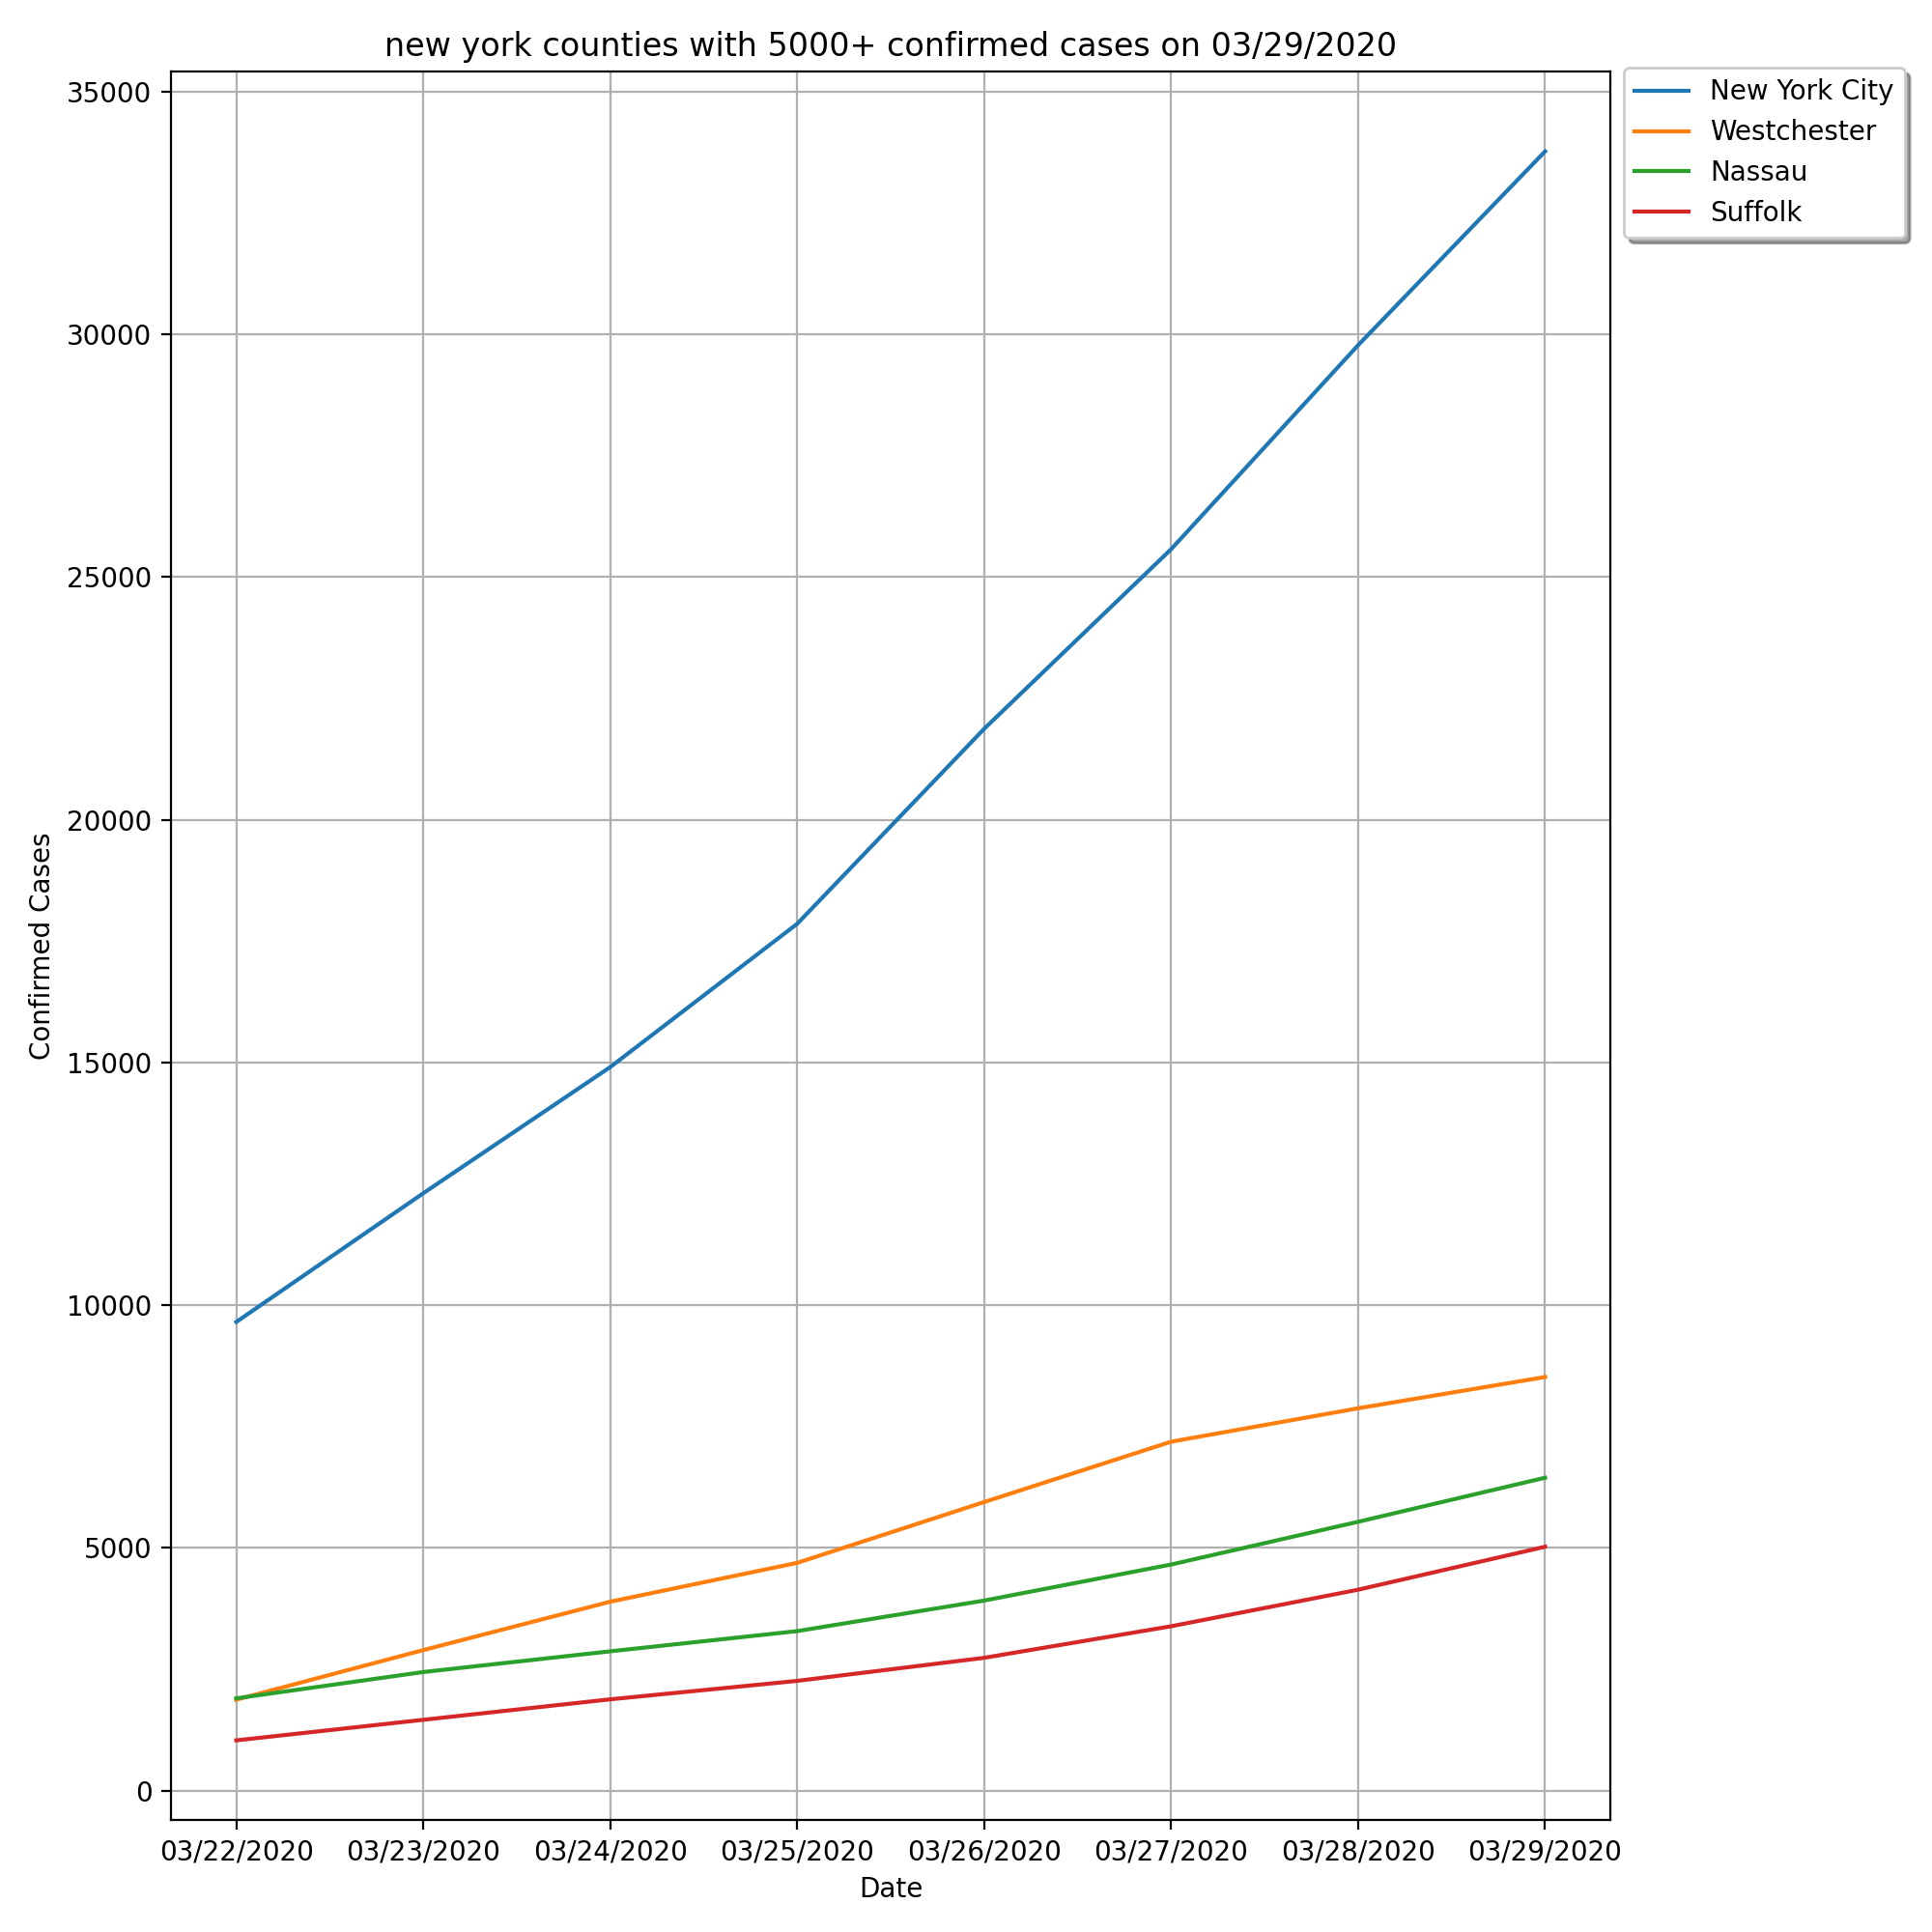 new york counties with 5000+ confirmed cases on 03/29/2020
New York City
Westchester
Nassau
Suffolk
Confirmed Cases
35000
30000
25000
20000
15000
10000
5000
0
03/22/2020 03/23/2020 03/24/2020 03/25/2020 03/26/2020 03/27/2020 03/28/2020 03/29/2020
Date